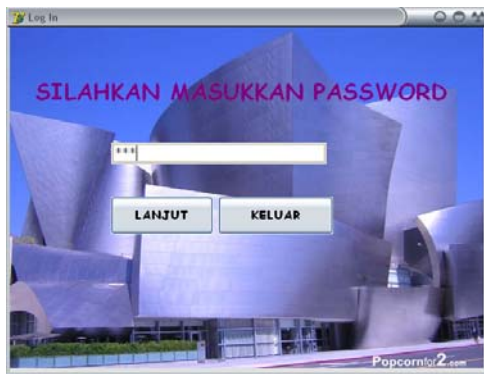 Log In
SILAHKAN MASUKKAN PASSWORD
***
LANJUT KELUAR
Popcornfor2.com